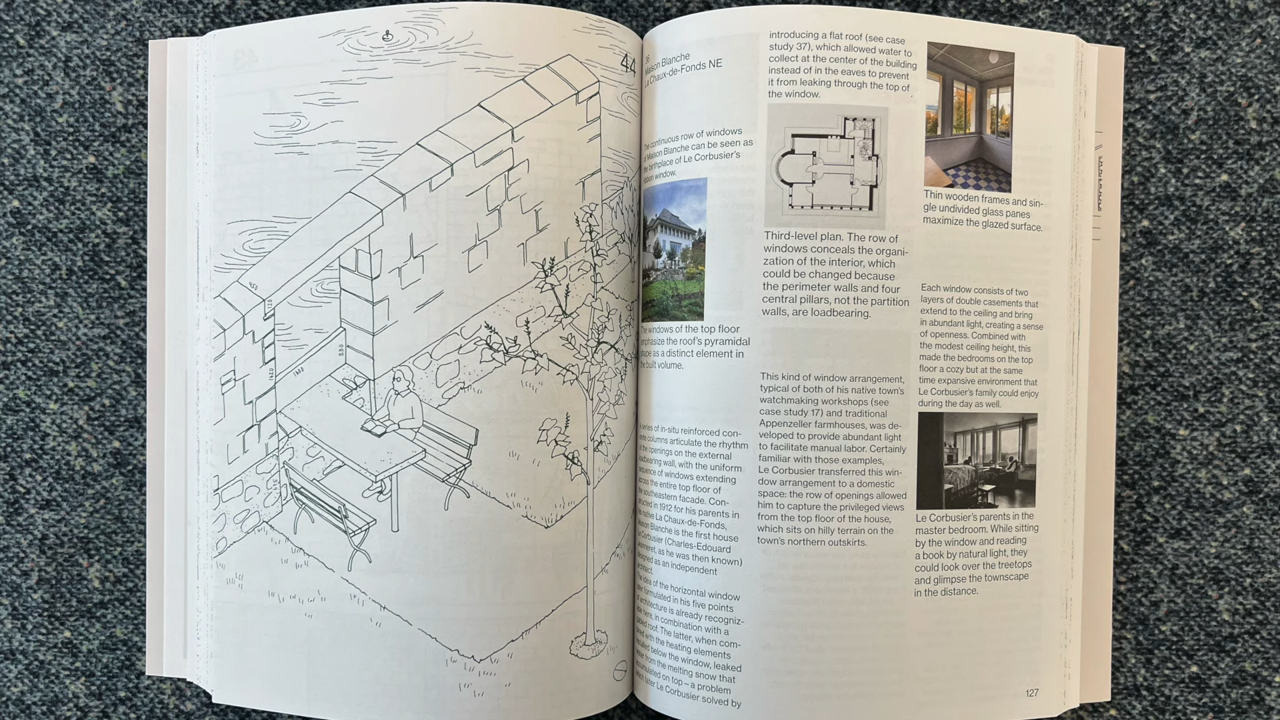 44
Maison Blanche
La Chaux-de-Fonds NE
continuous row of windows
Maison Blanche can be seen as
birthplace of Le Corbusier's
window.
The windows of the top floor
emphasize the roof's pyramidal
shape as a distinct element in
the built volume.
series of in-situ reinforced con-
columns articulate the rhythm
openings on the external
loadbearing wall, with the uniform
sequence of windows extending
across the entire top floor of
southeastern facade. Con-
in 1912 for his parents in
native La Chaux-de-Fonds,
Maison Blanche is the first house
Le Corbusier (Charles-Edouard
as he was then known)
designed as an independent
architect.
idea of the horizontal window
formulated in his five points
architecture is already recogniz-
here, in combination with a
roof. The latter, when com-
with the heating elements
below the window, leaked
from the melting snow that
accumulated on top – a problem
later Le Corbusier solved by
introducing a flat roof (see case
study 37), which allowed water to
collect at the center of the building
instead of in the eaves to prevent
it from leaking through the top of
the window.
Third-level plan. The row of
windows conceals the organi-
zation of the interior, which
could be changed because
the perimeter walls and four
central pillars, not the partition
walls, are loadbearing.
This kind of window arrangement,
typical of both of his native town's
watchmaking workshops (see
case study 17) and traditional
Appenzeller farmhouses, was de-
veloped to provide abundant light
to facilitate manual labor. Certainly
familiar with those examples,
Le Corbusier transferred this win-
dow arrangement to a domestic
space: the row of openings allowed
him to capture the privileged views
from the top floor of the house,
which sits on hilly terrain on the
town's northern outskirts.
Thin wooden frames and sin-
gle undivided glass panes
maximize the glazed surface.
Each window consists of two
layers of double casements that
extend to the ceiling and bring
in abundant light, creating a sense
of openness. Combined with
the modest ceiling height, this
made the bedrooms on the top
floor a cozy but at the same
time expansive environment that
Le Corbusier's family could enjoy
during the day as well.
Le Corbusier's parents in the
master bedroom. While sitting
by the window and reading
a book by natural light, they
could look over the treetops
and glimpse the townscape
in the distance.
127